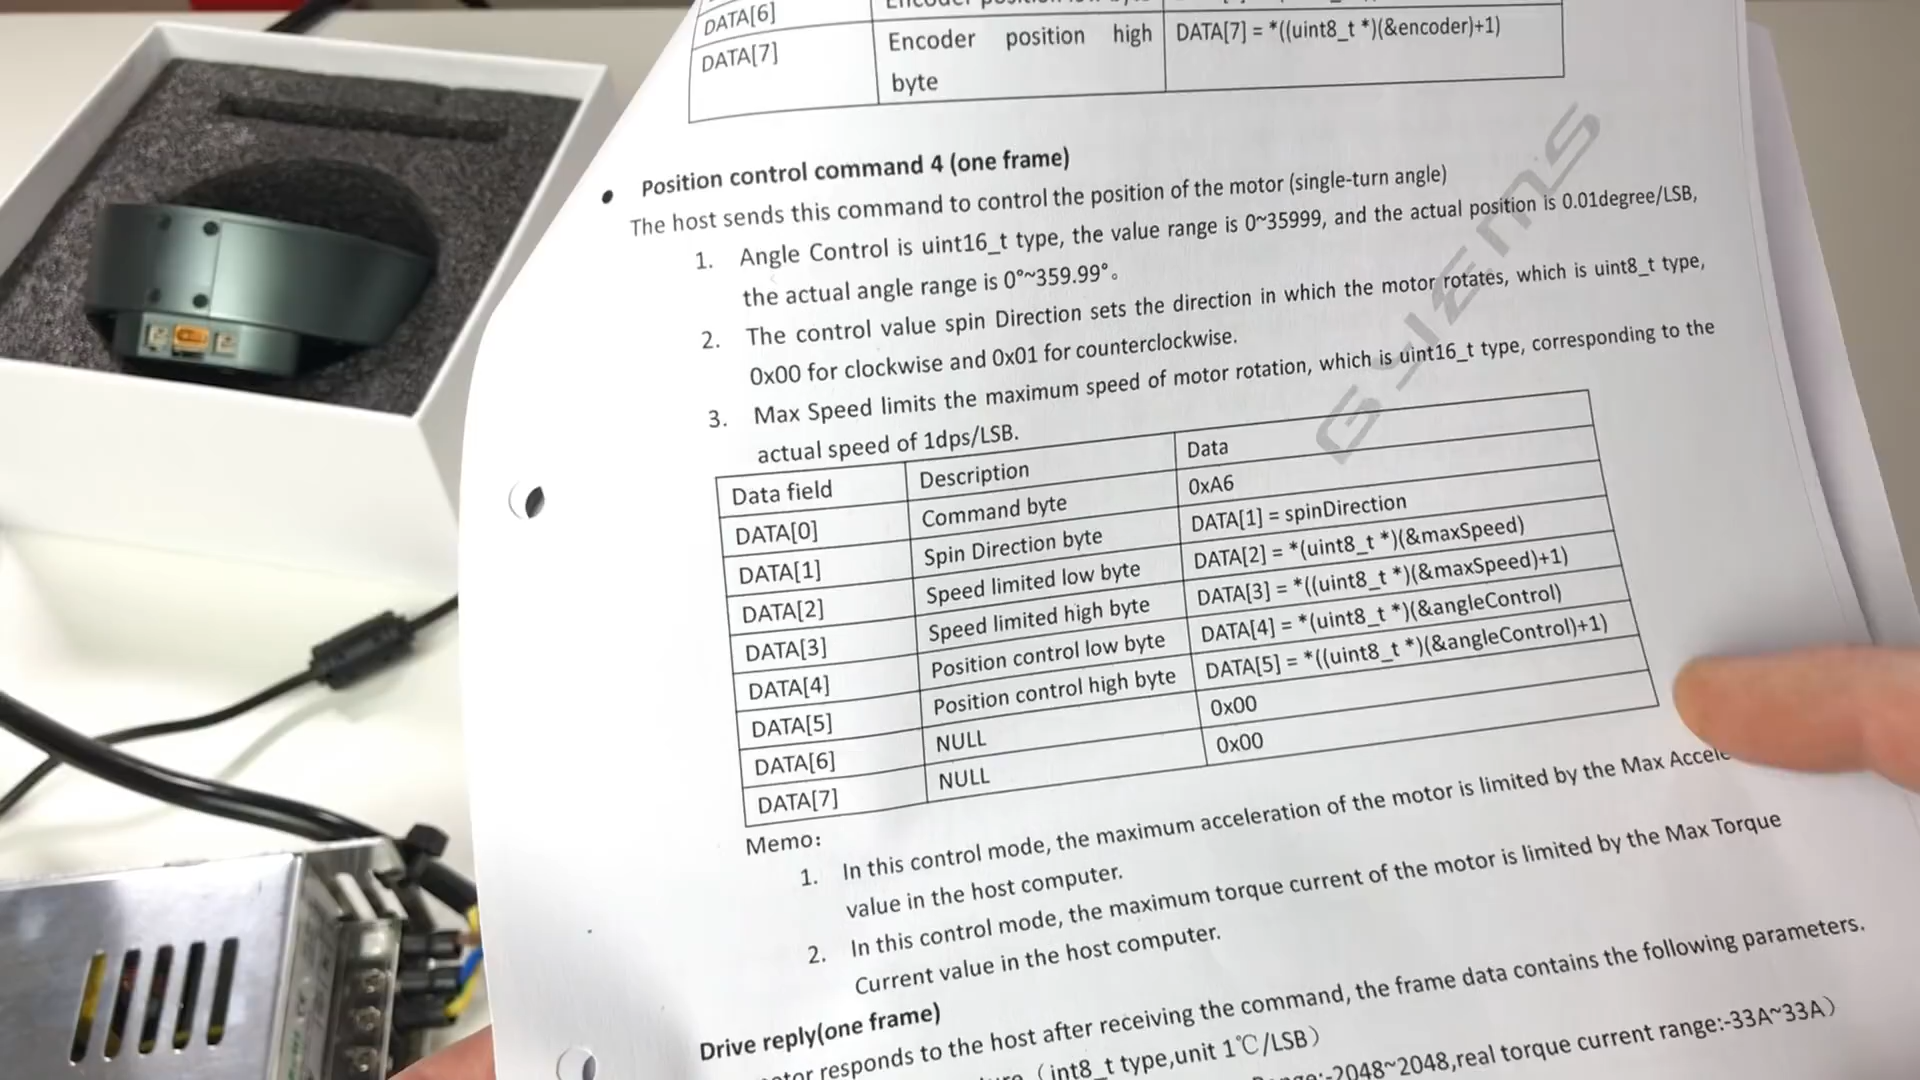 DATA[6]
DATA[7] Encoder position high DATA[7] = *((uint8_t *)(&encoder)+1)
byte
Position control command 4 (one frame)
The host sends this command to control the position of the motor (single-turn angle)
1. Angle Control is uint16_t type, the value range is 0~35999, and the actual position is 0.01degree/LSB,
the actual angle range is 0°~359.99°。
2. The control value spin Direction sets the direction in which the motor rotates, which is uint8_t type,
0x00 for clockwise and 0x01 for counterclockwise.
3. Max Speed limits the maximum speed of motor rotation, which is uint16_t type, corresponding to the
actual speed of 1dps/LSB.
Data field Description Data
DATA[0] Command byte 0xA6
DATA[1] Spin Direction byte DATA[1] = spinDirection
DATA[2] Speed limited low byte DATA[2] = *(uint8_t *)(&maxSpeed)
DATA[3] Speed limited high byte DATA[3] = *((uint8_t *)(&maxSpeed)+1)
DATA[4] Position control low byte DATA[4] = *(uint8_t *)(&angleControl)
DATA[5] Position control high byte DATA[5] = *((uint8_t *)(&angleControl)+1)
DATA[6] NULL 0x00
DATA[7] NULL 0x00
Memo:
1. In this control mode, the maximum acceleration of the motor is limited by the Max
value in the host computer.
2. In this control mode, the maximum torque current of the motor is limited by the Max Torque
Current value in the host computer.
Drive reply(one frame)
responds to the host after receiving the command, the frame data contains the following parameters.
(int8_t type,unit 1℃/LSB）
-2048~2048,real torque current range:-33A~33A）